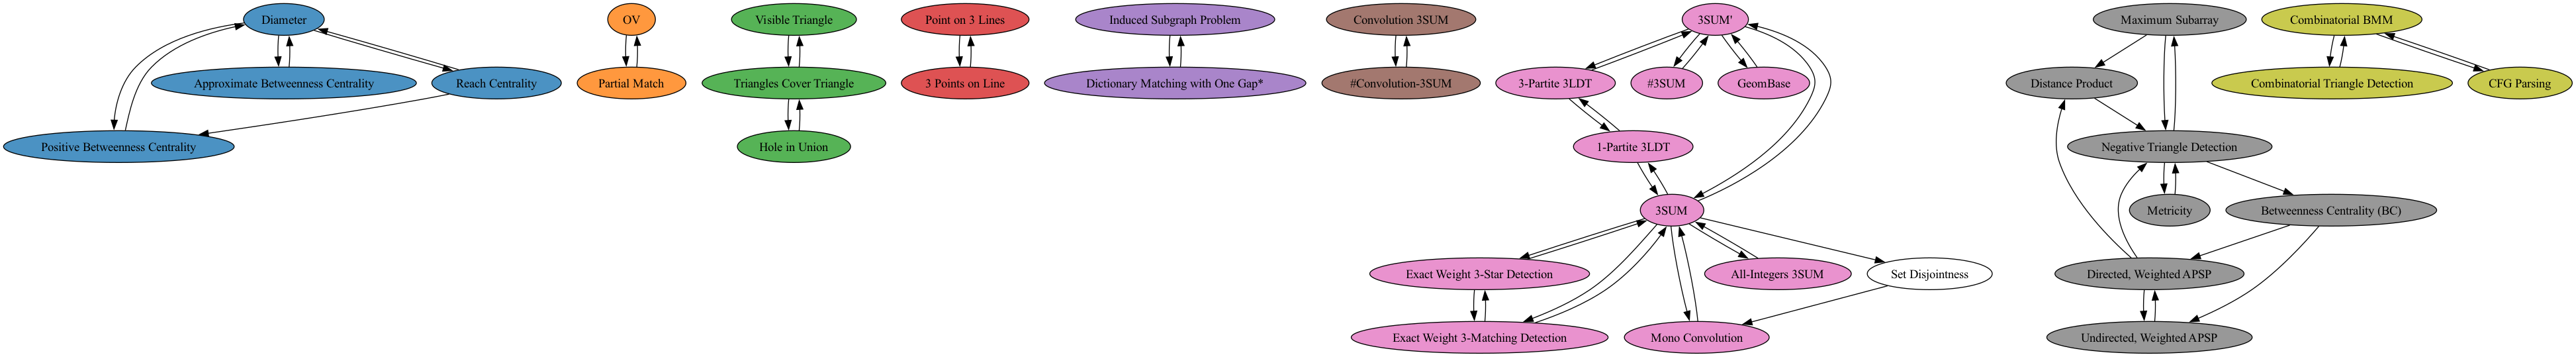 Diameter
OV
Visible Triangle
Point on 3 Lines
Induced Subgraph Problem
Convolution 3SUM
3SUM'
Maximum Subarray
Combinatorial BMM
Approximate Betweenness Centrality
Reach Centrality
Partial Match
Triangles Cover Triangle
3 Points on Line
Dictionary Matching with One Gap*
#Convolution-3SUM
3-Partite 3LDT
#3SUM
GeomBase
Distance Product
Combinatorial Triangle Detection
CFG Parsing
Positive Betweenness Centrality
Hole in Union
1-Partite 3LDT
Negative Triangle Detection
3SUM
Metricity
Betweenness Centrality (BC)
Exact Weight 3-Star Detection
All-Integers 3SUM
Set Disjointness
Directed, Weighted APSP
Exact Weight 3-Matching Detection
Mono Convolution
Undirected, Weighted APSP